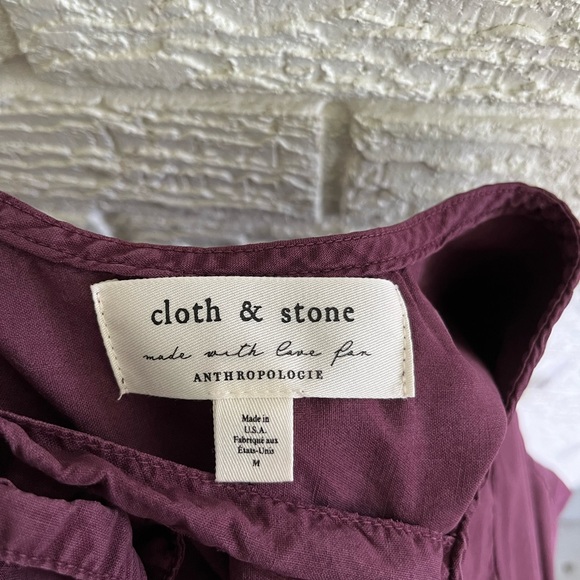 cloth & stone
made with love for
ANTHROPOLOGIE
Made in
U.S.A.
Fabriqué aux
États-Unis
M